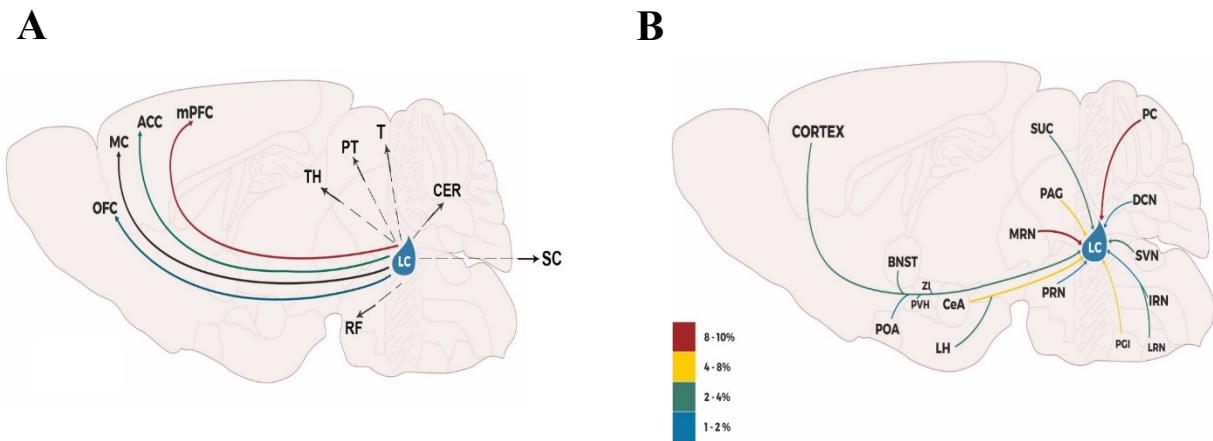 A
mPFC
ACC
MC
T
PT
TH
CER
OFC
LC
SC
RF
B
CORTEX
SUC
PC
PAG
DCN
MRN
LC
SVN
BNST
ZI
PVH
CeA
PRN
IRN
POA
LH
PGI
LRN
8-10%
4-8%
2-4%
1-2%